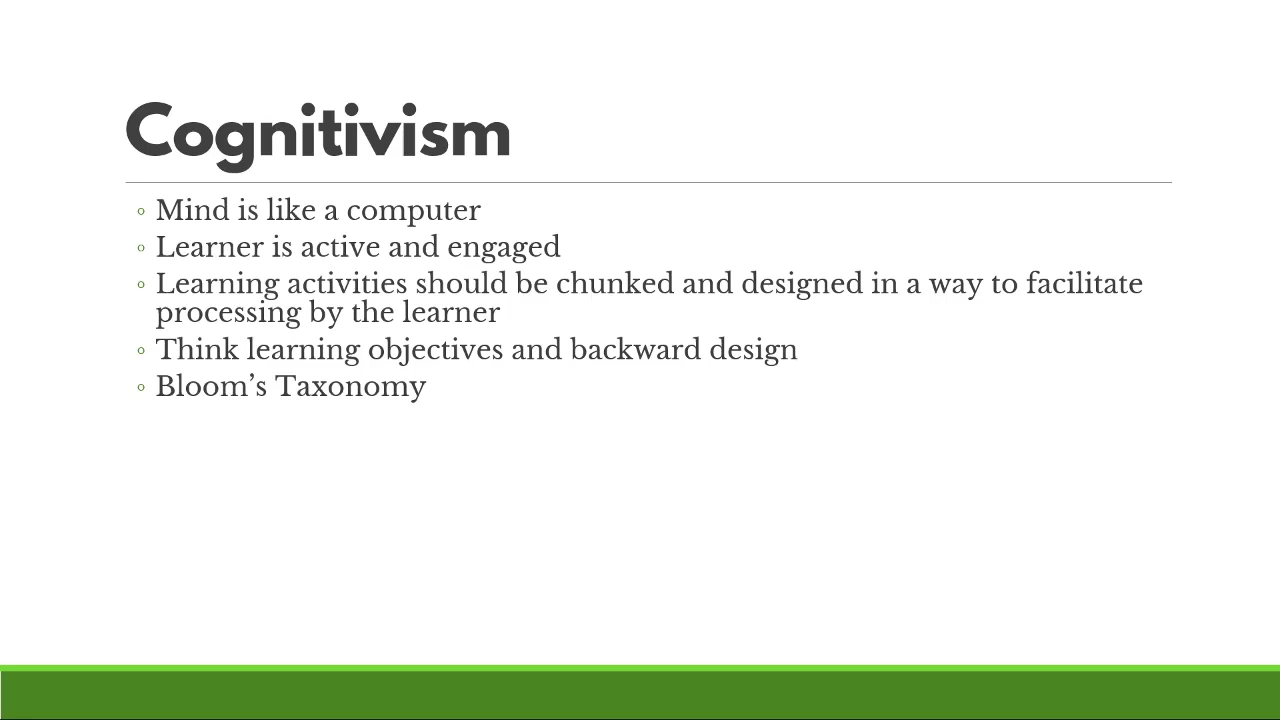 Cognitivism
◦ Mind is like a computer
◦ Learner is active and engaged
◦ Learning activities should be chunked and designed in a way to facilitate
processing by the learner
◦ Think learning objectives and backward design
◦ Bloom’s Taxonomy